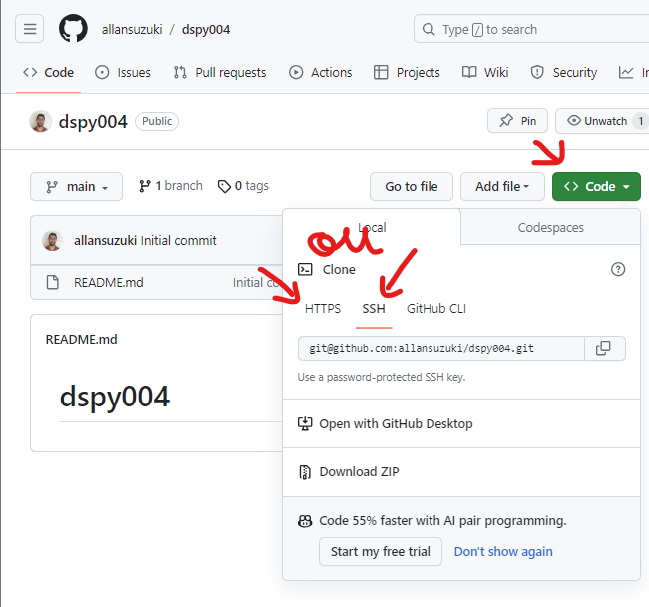 allansuzuki / dspy004
Type / to search
Code Issues Pull requests Actions Projects Wiki Security
dspy004 Public
Pin Unwatch 1
main 1 branch 0 tags Go to file Add file Code
allansuzuki Initial commit
README.md Initial co
README.md
dspy004
Local Codespaces
ou
Clone
HTTPS SSH GitHub CLI
git@github.com:allansuzuki/dspy004.git
Use a password-protected SSH key.
Open with GitHub Desktop
Download ZIP
Code 55% faster with AI pair programming.
Start my free trial Don't show again